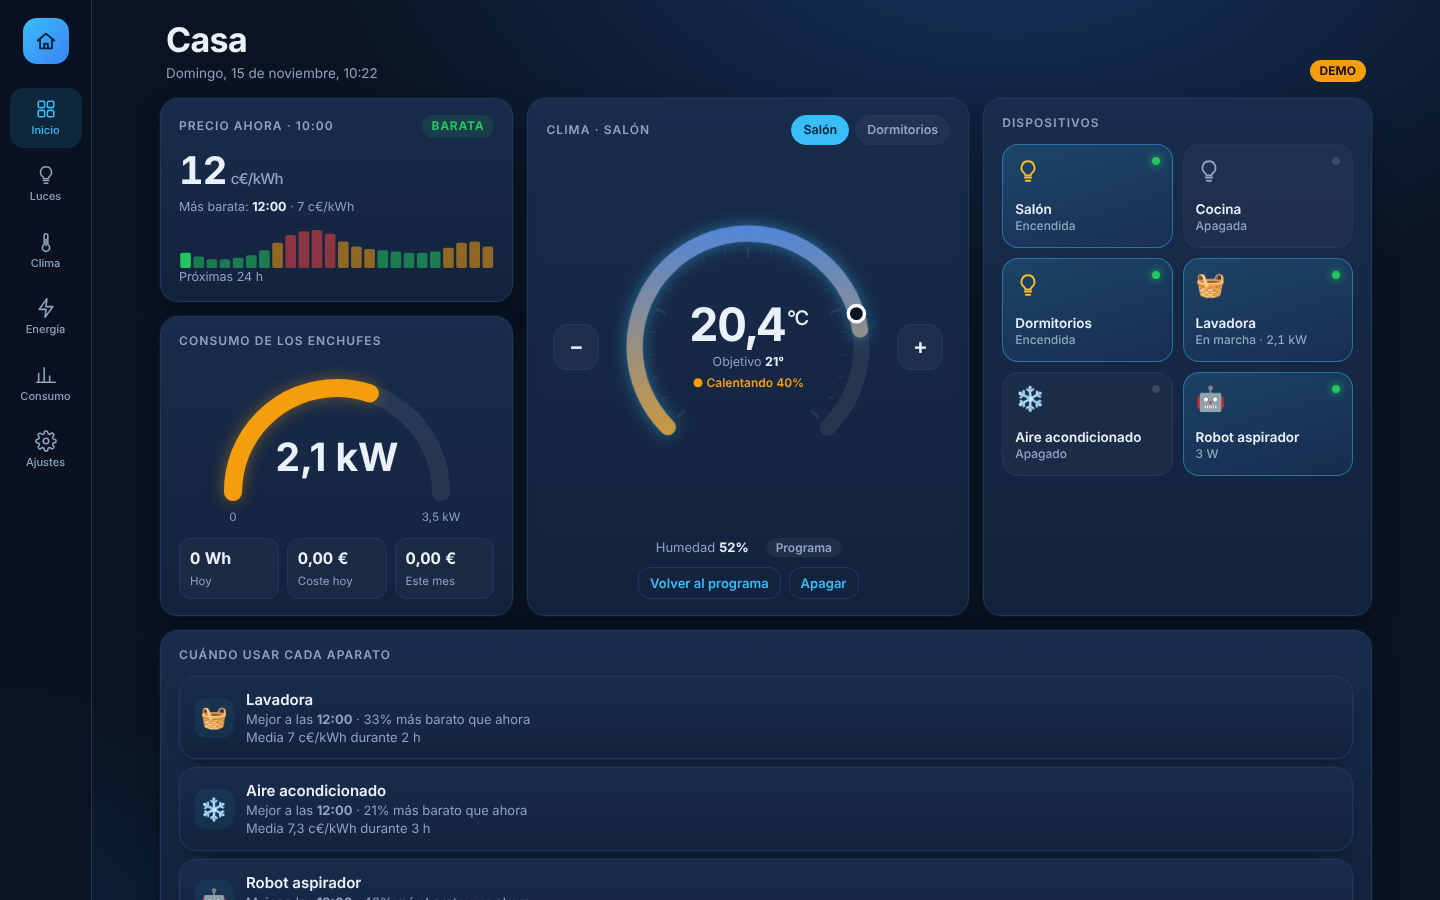 Casa
Domingo, 15 de noviembre, 10:22
DEMO
Inicio
Luces
Clima
Energía
Consumo
Ajustes
PRECIO AHORA · 10:00
BARATA
12 c€/kWh
Más barata: 12:00 · 7 c€/kWh
Próximas 24 h
CONSUMO DE LOS ENCHUFES
2,1 kW
0
3,5 kW
0 Wh
Hoy
0,00 €
Coste hoy
0,00 €
Este mes
CLIMA · SALÓN
Salón
Dormitorios
−
20,4°C
Objetivo 21°
Calentando 40%
+
Humedad 52%
Programa
Volver al programa
Apagar
DISPOSITIVOS
Salón
Encendida
Cocina
Apagada
Dormitorios
Encendida
Lavadora
En marcha · 2,1 kW
Aire acondicionado
Apagado
Robot aspirador
3 W
CUÁNDO USAR CADA APARATO
Lavadora
Mejor a las 12:00 · 33% más barato que ahora
Media 7 c€/kWh durante 2 h
Aire acondicionado
Mejor a las 12:00 · 21% más barato que ahora
Media 7,3 c€/kWh durante 3 h
Robot aspirador